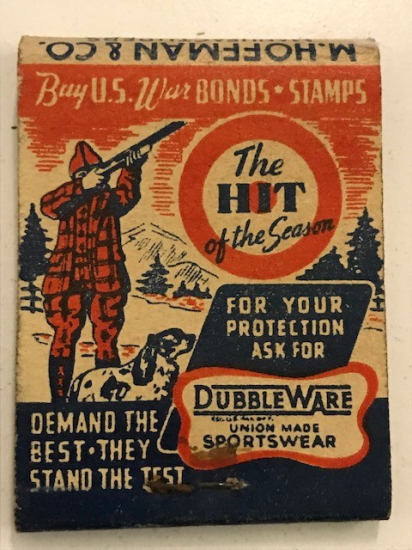 M. HOFFMAN & CO.
Buy U.S. War BONDS • STAMPS
The
HIT
of the Season
FOR YOUR
PROTECTION
ASK FOR
DUBBLEWARE
UNION MADE
SPORTSWEAR
DEMAND THE
BEST • THEY
STAND THE TEST